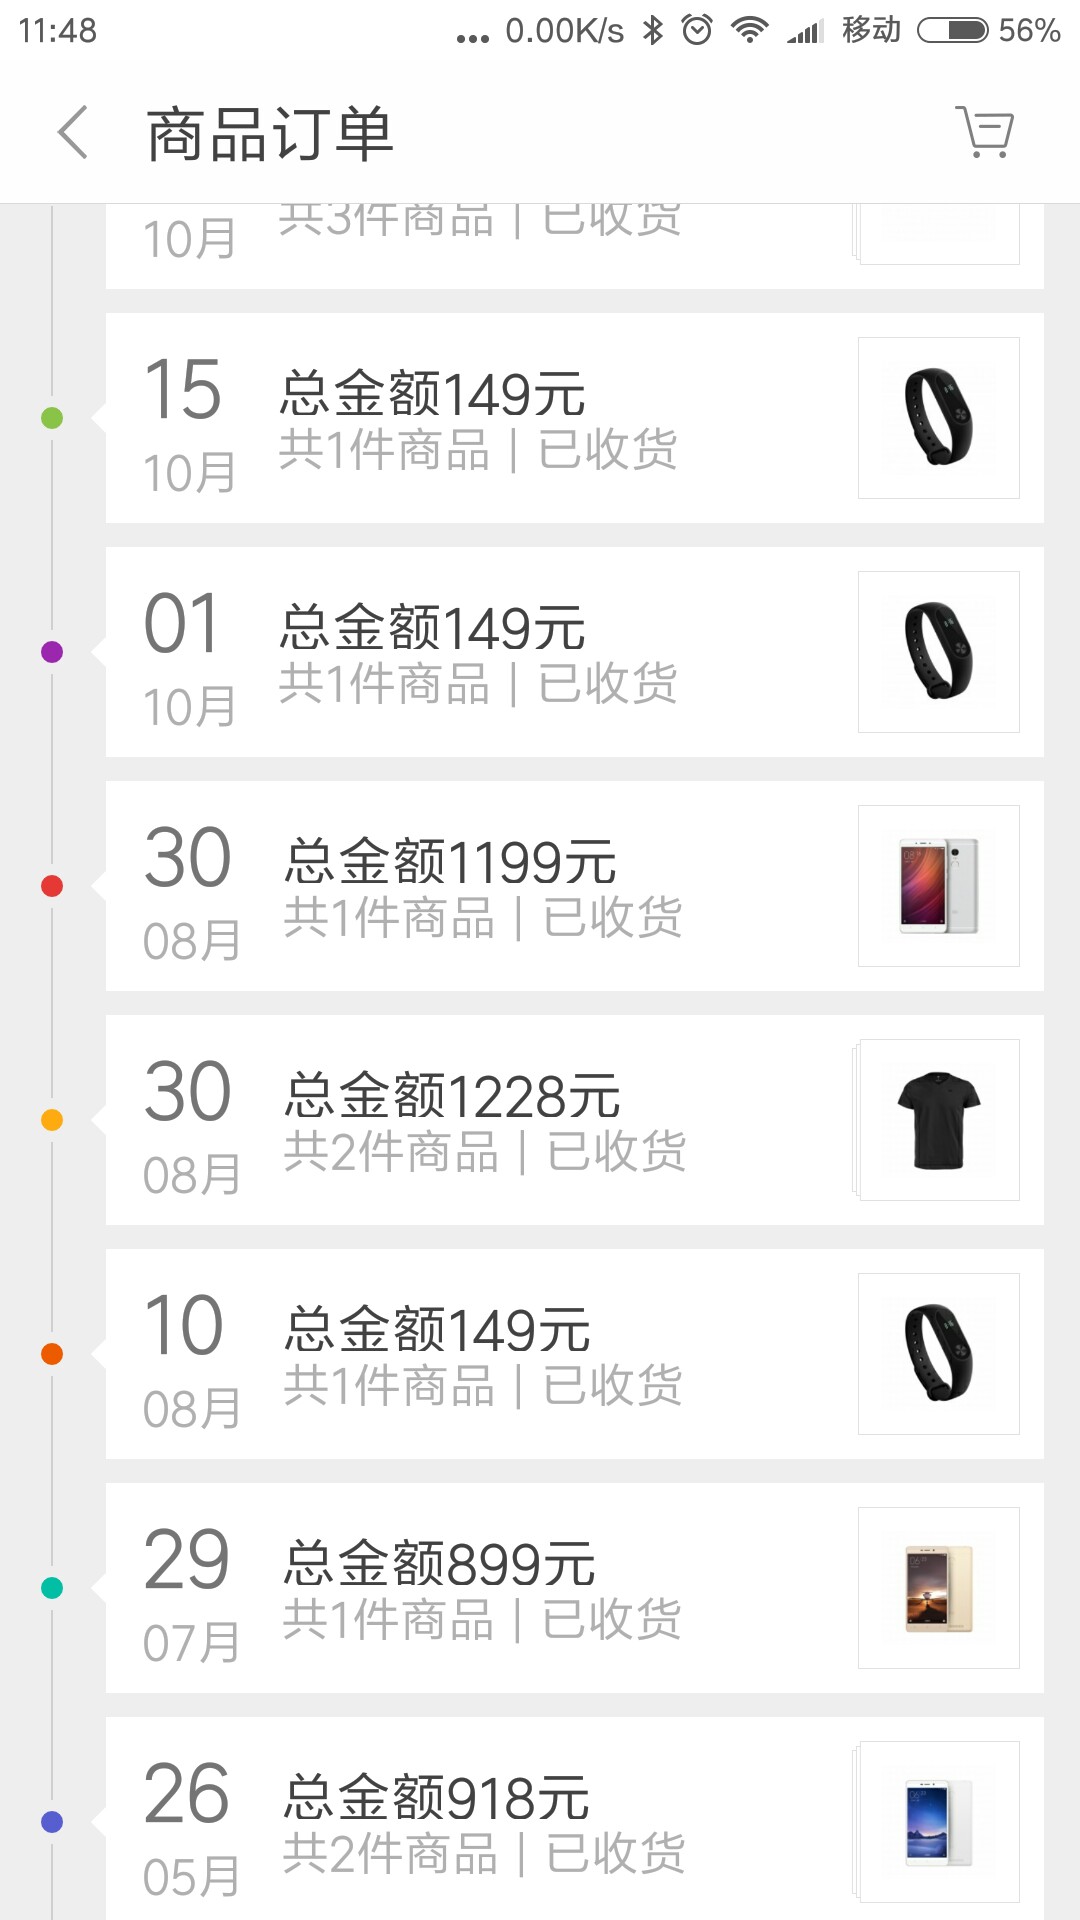 11:48 ... 0.00K/s 移动 56%
商品订单
共3件商品 | 已收货
10月
15 总金额149元
共1件商品 | 已收货
10月
01 总金额149元
共1件商品 | 已收货
10月
30 总金额1199元
共1件商品 | 已收货
08月
30 总金额1228元
共2件商品 | 已收货
08月
10 总金额149元
共1件商品 | 已收货
08月
29 总金额899元
共1件商品 | 已收货
07月
26 总金额918元
共2件商品 | 已收货
05月